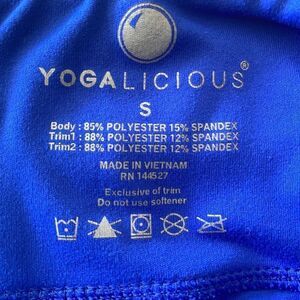 YOGALICIOUS®
S
Body : 85% POLYESTER 15% SPANDEX
Trim1 : 88% POLYESTER 12% SPANDEX
Trim2 : 88% POLYESTER 12% SPANDEX
MADE IN VIETNAM
RN 144527
Exclusive of trim
Do not use softener